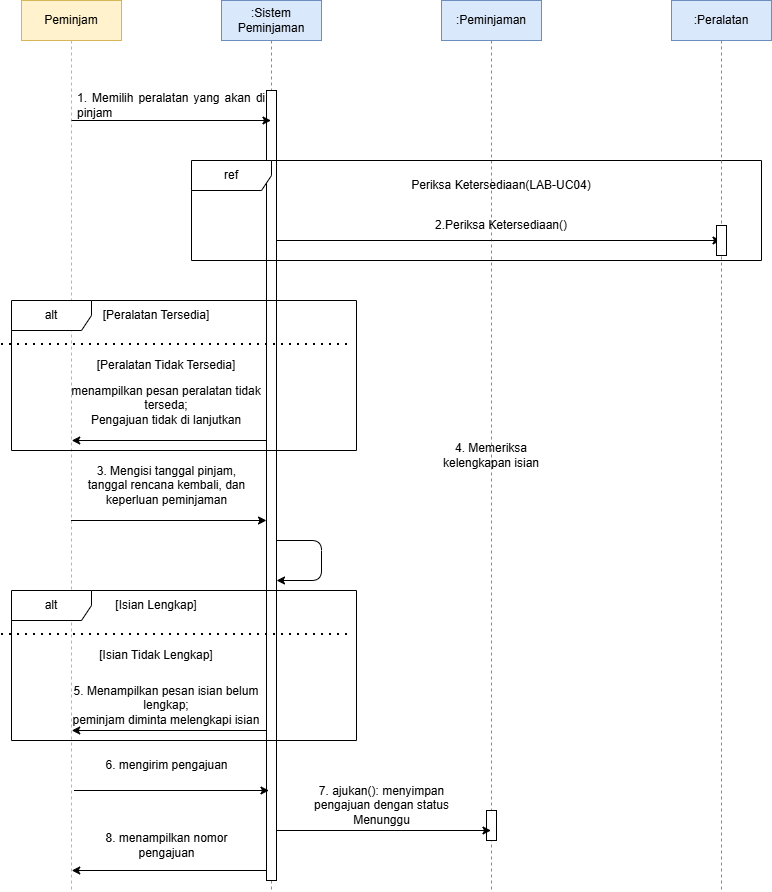 Peminjam
:Sistem
Peminjaman
:Peminjaman
:Peralatan
1. Memilih peralatan yang akan di
pinjam
ref
Periksa Ketersediaan(LAB-UC04)
2.Periksa Ketersediaan()
alt
[Peralatan Tersedia]
[Peralatan Tidak Tersedia]
menampilkan pesan peralatan tidak
terseda;
Pengajuan tidak di lanjutkan
4. Memeriksa
kelengkapan isian
3. Mengisi tanggal pinjam,
tanggal rencana kembali, dan
keperluan peminjaman
alt
[Isian Lengkap]
[Isian Tidak Lengkap]
5. Menampilkan pesan isian belum
lengkap;
peminjam diminta melengkapi isian
6. mengirim pengajuan
7. ajukan(): menyimpan
pengajuan dengan status
Menunggu
8. menampilkan nomor
pengajuan